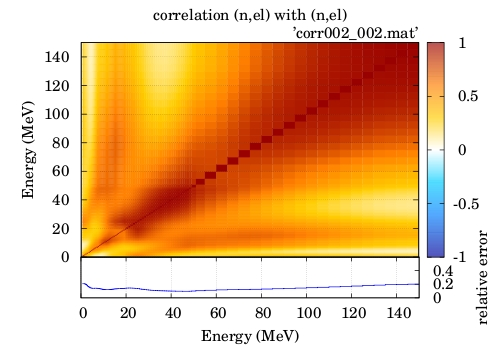 correlation (n,el) with (n,el)
'corr002_002.mat'
Energy (MeV)
140
120
100
80
60
40
20
0
1
0.5
0
-0.5
-1
0.4
0.2
0
relative error
0 20 40 60 80 100 120 140
Energy (MeV)